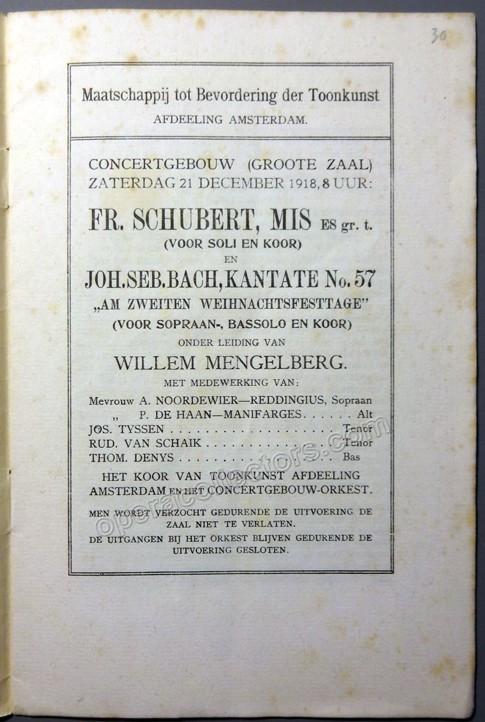 30
Maatschappij tot Bevordering der Toonkunst
AFDEELING AMSTERDAM.
CONCERTGEBOUW (GROOTE ZAAL)
ZATERDAG 21 DECEMBER 1918, 8 UUR:
FR. SCHUBERT, MIS ES gr. t.
(VOOR SOLI EN KOOR)
EN
JOH.SEB.BACH, KANTATE No. 57
„AM ZWEITEN WEIHNACHTSFESTTAGE"
(VOOR SOPRAAN-, BASSOLO EN KOOR)
ONDER LEIDING VAN
WILLEM MENGELBERG.
MET MEDEWERKING VAN:
Mevrouw A. NOORDEWIER—REDDINGIUS, Sopraan
„ P. DE HAAN—MANIFARGES. . . . . . Alt
JOS. TYSSEN . . . . . . . . . . . . . . . . . Tenor
RUD. VAN SCHAIK . . . . . . . . . . . . . . Tenor
THOM. DENYS . . . . . . . . . . . . . . . . . Bas
HET KOOR VAN TOONKUNST AFDEELING
AMSTERDAM EN HET CONCERTGEBOUW-ORKEST.
MEN WORDT VERZOCHT GEDURENDE DE UITVOERING DE
ZAAL NIET TE VERLATEN.
DE UITGANGEN BIJ HET ORKEST BLIJVEN GEDURENDE DE
UITVOERING GESLOTEN.
operacollectors.com